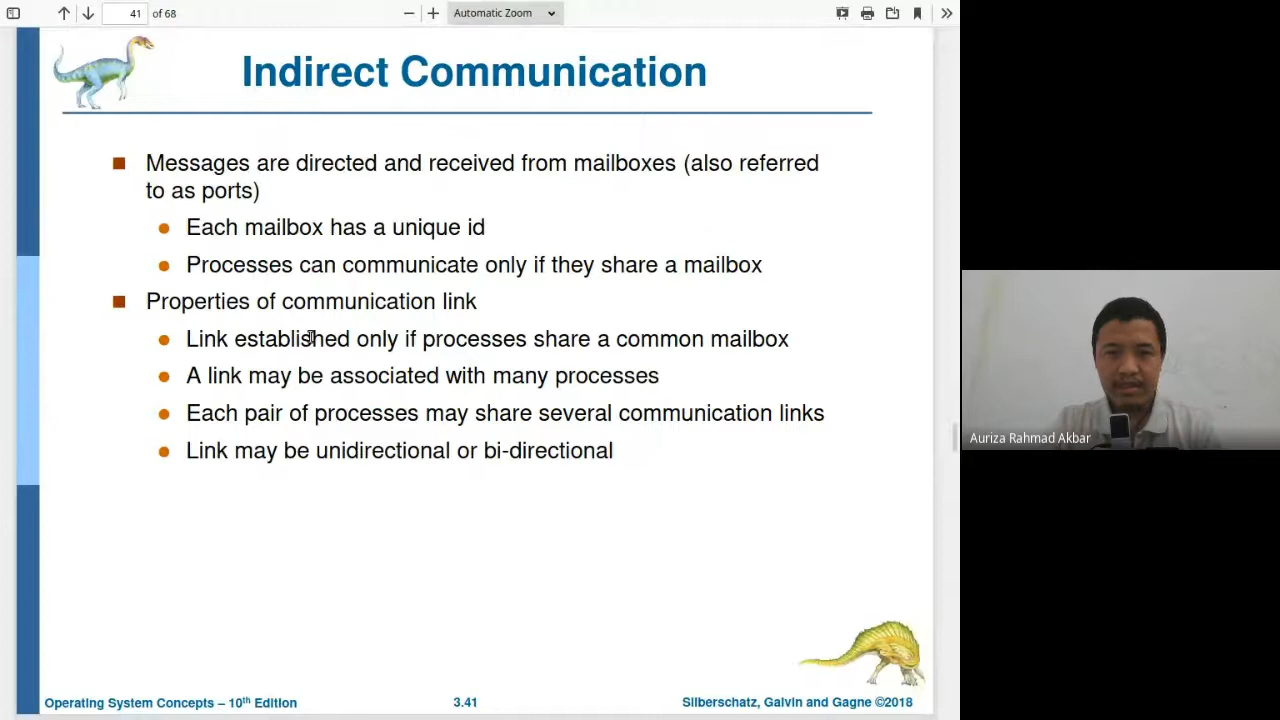 41 of 68
Automatic Zoom
Indirect Communication
Messages are directed and received from mailboxes (also referred
to as ports)
Each mailbox has a unique id
Processes can communicate only if they share a mailbox
Properties of communication link
Link established only if processes share a common mailbox
A link may be associated with many processes
Each pair of processes may share several communication links
Link may be unidirectional or bi-directional
Operating System Concepts – 10th Edition
3.41
Silberschatz, Galvin and Gagne ©2018
Auriza Rahmad Akbar